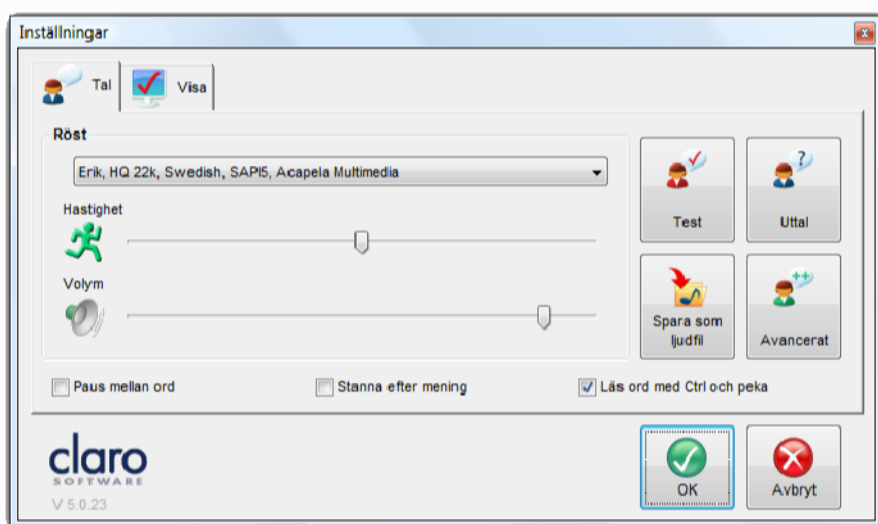 Inställningar
Tal
Visa
Röst
Erik, HQ 22k, Swedish, SAPI5, Acapela Multimedia
Hastighet
Volym
Test
Uttal
Spara som
ljudfil
Avancerat
Paus mellan ord
Stanna efter mening
Läs ord med Ctrl och peka
claro
SOFTWARE
V 5.0.23
OK
Avbryt